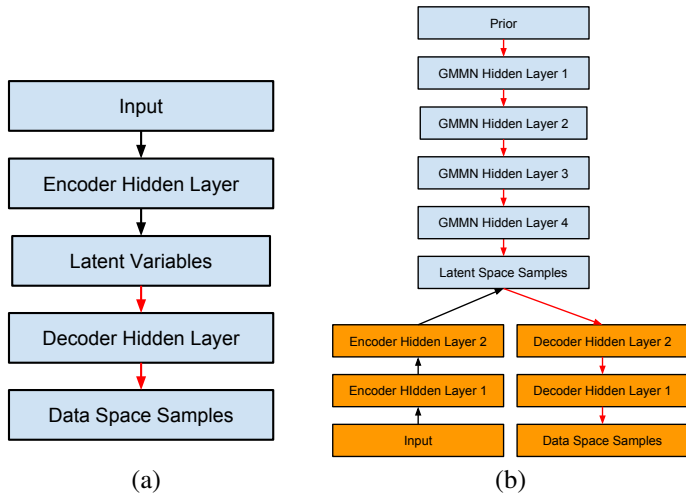 Input
Encoder Hidden Layer
Latent Variables
Decoder Hidden Layer
Data Space Samples
(a)
Prior
GMMN Hidden Layer 1
GMMN Hidden Layer 2
GMMN Hidden Layer 3
GMMN Hidden Layer 4
Latent Space Samples
Encoder Hidden Layer 2
Decoder Hidden Layer 2
Encoder HIdden Layer 1
Decoder Hidden Layer 1
Input
Data Space Samples
(b)